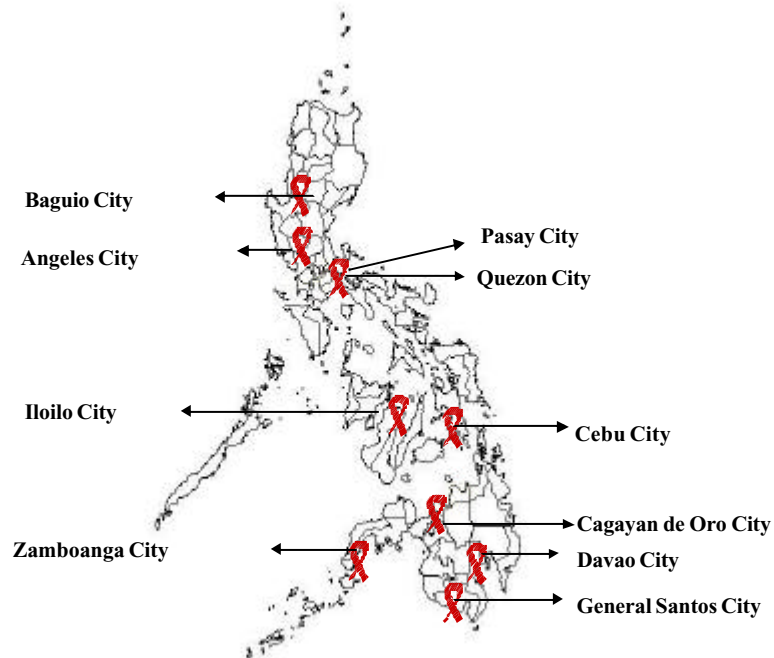 Baguio City
Pasay City
Angeles City
Quezon City
Iloilo City
Cebu City
Cagayan de Oro City
Zamboanga City
Davao City
General Santos City